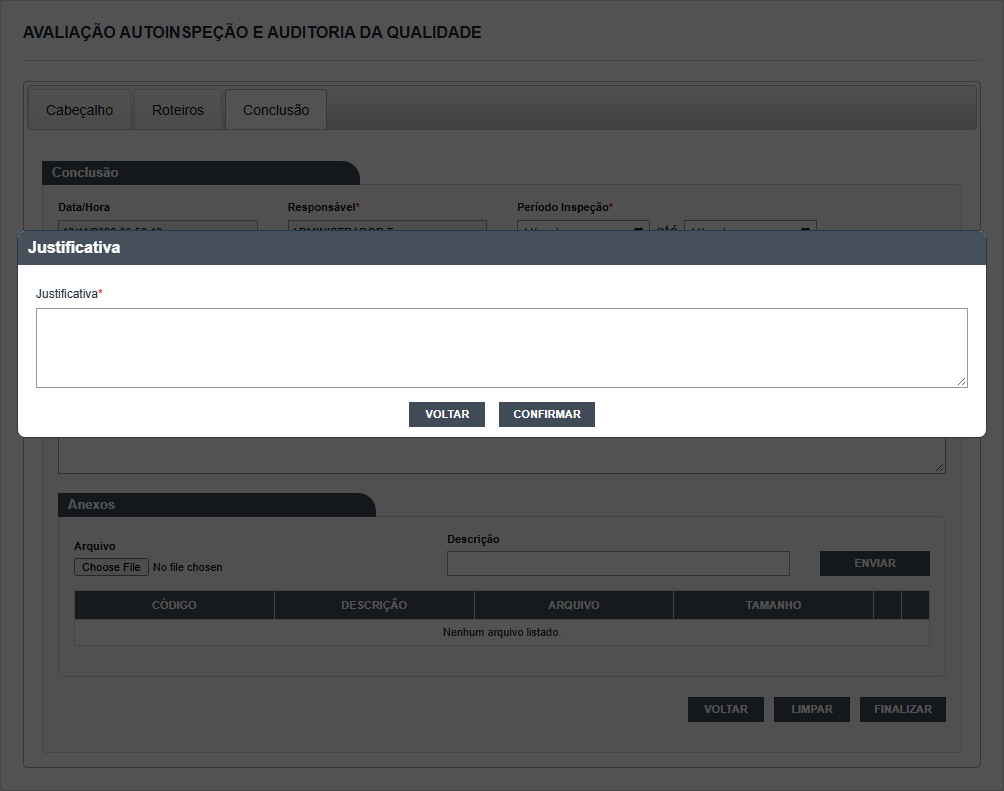 AVALIAÇÃO AUTOINSPEÇÃO E AUDITORIA DA QUALIDADE
Cabeçalho Roteiros Conclusão
Conclusão
Data/Hora Responsável* Período Inspeção*
até
Justificativa
Justificativa*
VOLTAR CONFIRMAR
Anexos
Arquivo Descrição
Choose File No file chosen ENVIAR
CÓDIGO DESCRIÇÃO ARQUIVO TAMANHO
Nenhum arquivo listado.
VOLTAR LIMPAR FINALIZAR